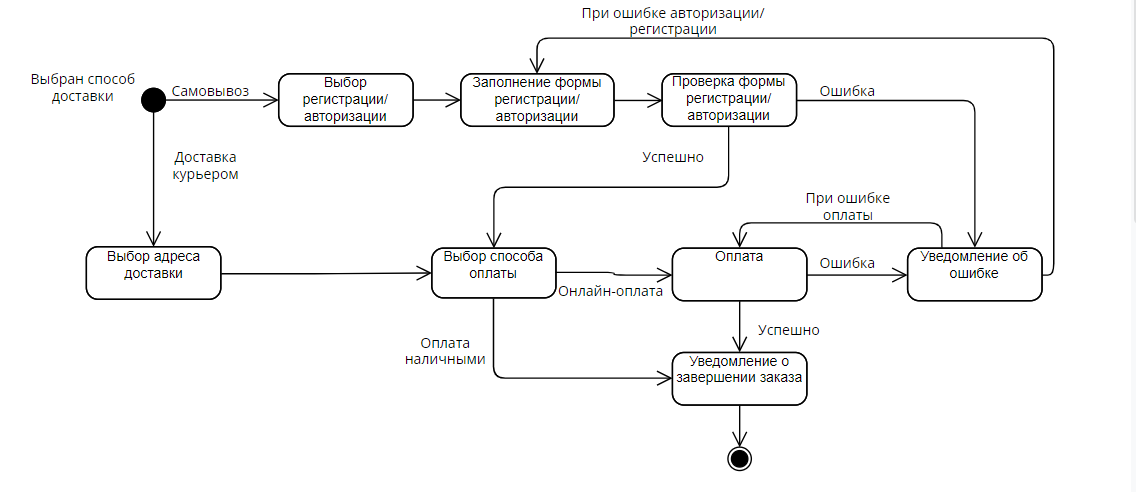 При ошибке авторизации/
регистрации
Выбран способ
доставки
Самовывоз
Выбор
регистрации/
авторизации
Заполнение формы
регистрации/
авторизации
Проверка формы
регистрации/
авторизации
Ошибка
Доставка
курьером
Успешно
При ошибке
оплаты
Выбор адреса
доставки
Выбор способа
оплаты
Онлайн-оплата
Оплата
Ошибка
Уведомление об
ошибке
Оплата
наличными
Успешно
Уведомление о
завершении заказа